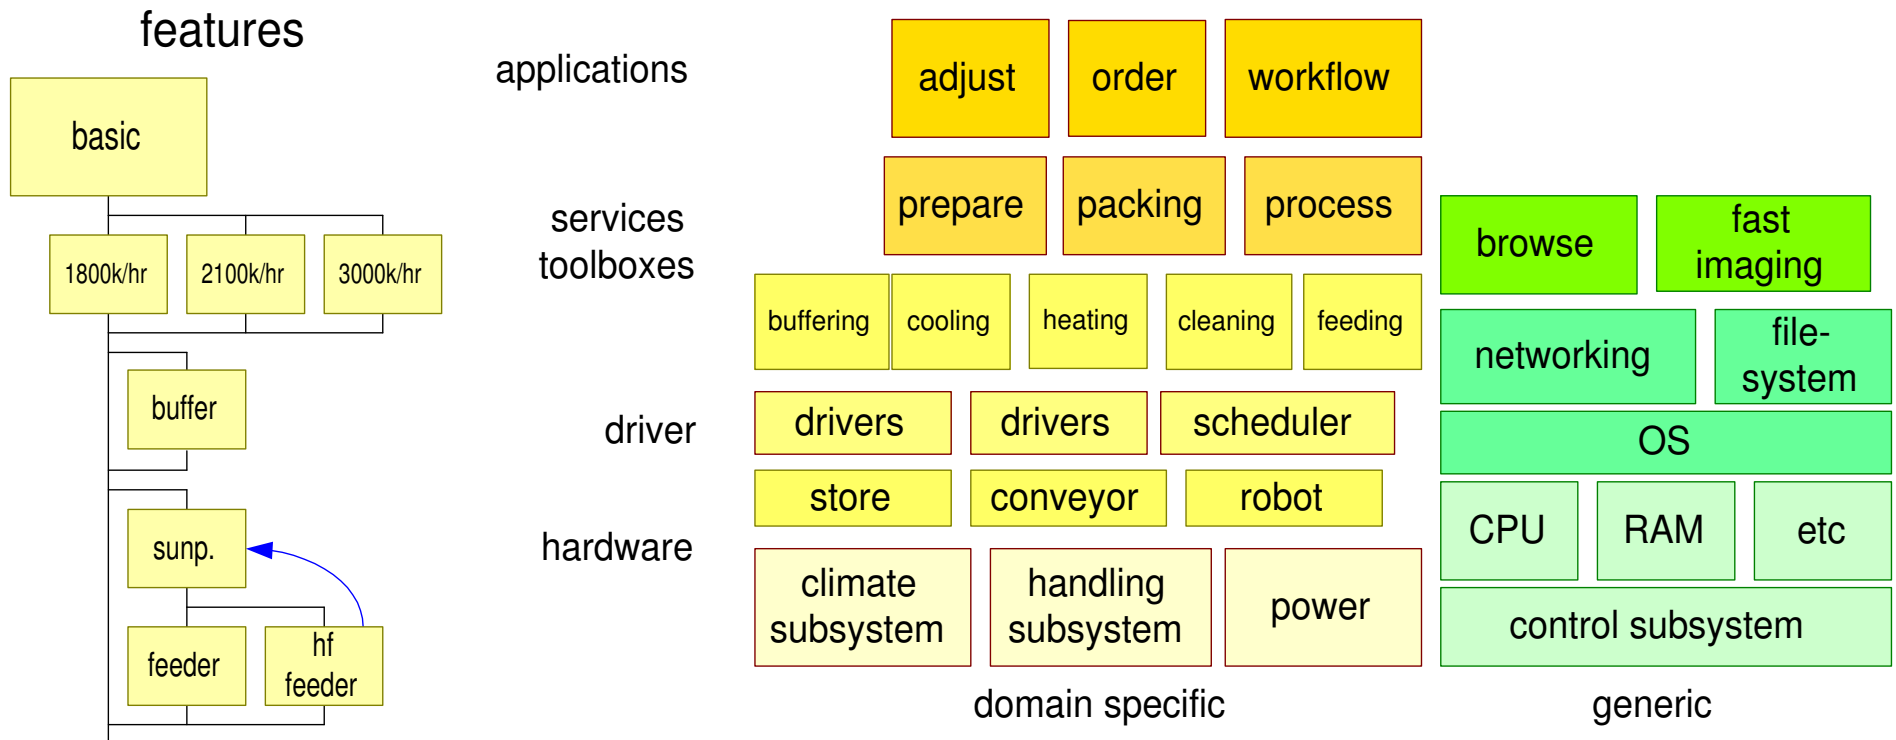 features
basic
1800k/hr
2100k/hr
3000k/hr
buffer
sunp.
feeder
hf
feeder
applications
services
toolboxes
driver
hardware
adjust
order
workflow
prepare
packing
process
buffering
cooling
heating
cleaning
feeding
drivers
drivers
scheduler
store
conveyor
robot
climate
subsystem
handling
subsystem
power
domain specific
browse
fast
imaging
networking
file-
system
OS
CPU
RAM
etc
control subsystem
generic